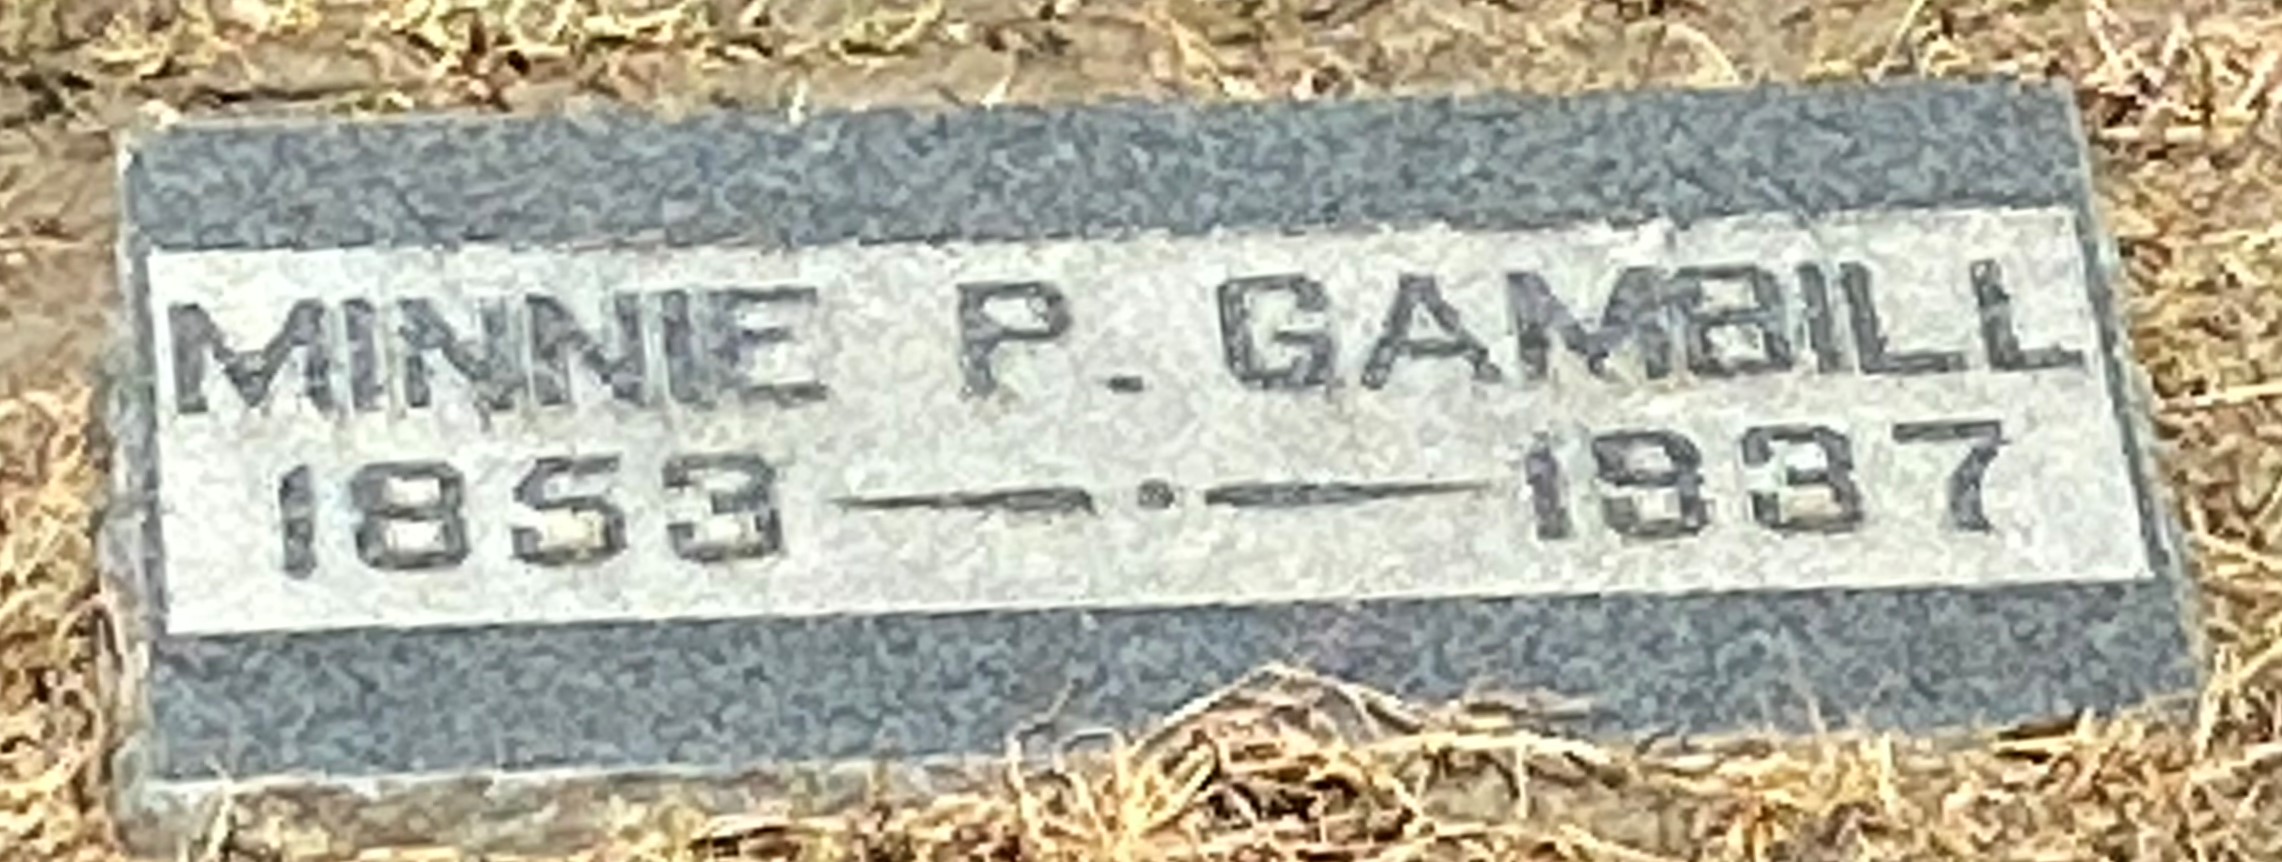 MINNIE P. GAMBILL
1853 — • — 1937